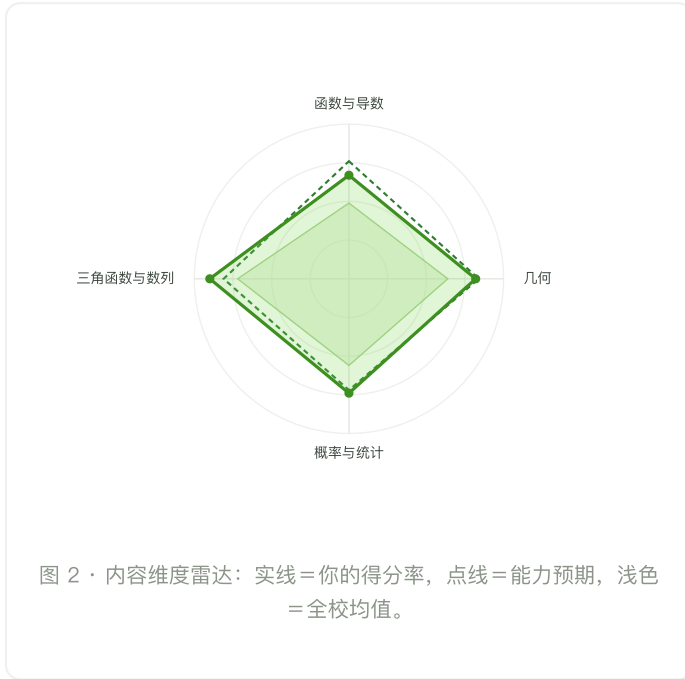 函数与导数
三角函数与数列
几何
概率与统计
图 2 · 内容维度雷达：实线＝你的得分率，点线＝能力预期，浅色
＝全校均值。